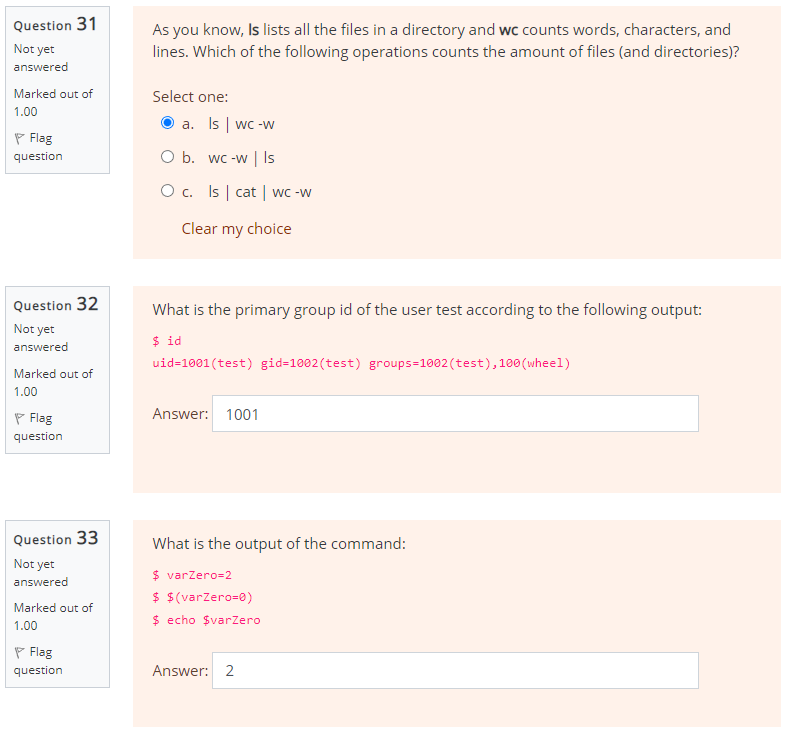 Question 31
Not yet
answered
Marked out of
1.00
Flag
question
As you know, ls lists all the files in a directory and wc counts words, characters, and
lines. Which of the following operations counts the amount of files (and directories)?
Select one:
a. ls | wc -w
b. wc -w | ls
c. ls | cat | wc -w
Clear my choice
Question 32
Not yet
answered
Marked out of
1.00
Flag
question
What is the primary group id of the user test according to the following output:
$ id
uid=1001(test) gid=1002(test) groups=1002(test),100(wheel)
Answer: 1001
Question 33
Not yet
answered
Marked out of
1.00
Flag
question
What is the output of the command:
$ varZero=2
$ $(varZero=0)
$ echo $varZero
Answer: 2